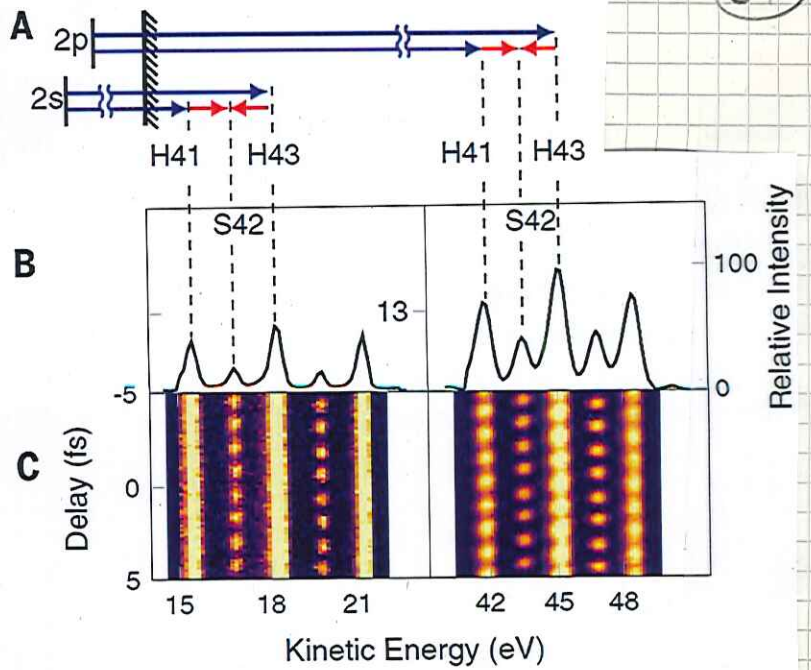 A
2p
2s
H41 H43 H41 H43
S42 S42
B
13
100
0
Relative Intensity
C
Delay (fs)
-5
0
5
15 18 21 42 45 48
Kinetic Energy (eV)